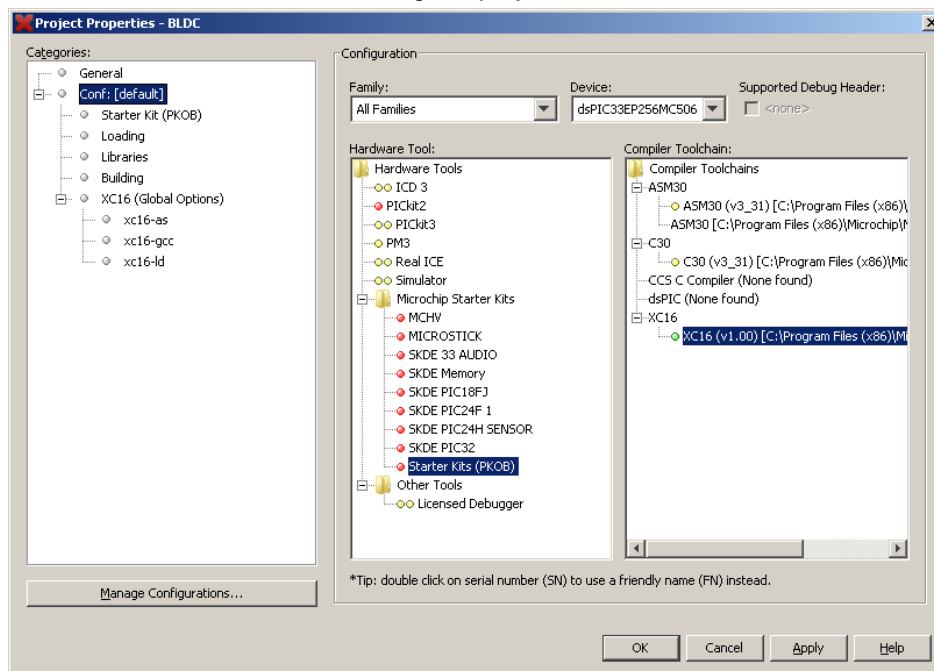 Project Properties - BLDC
Categories:
General
Conf: [default]
Starter Kit (PKOB)
Loading
Libraries
Building
XC16 (Global Options)
xc16-as
xc16-gcc
xc16-ld
Manage Configurations...
Configuration
Family:
All Families
Device:
dsPIC33EP256MC506
Supported Debug Header:
<none>
Hardware Tool:
Hardware Tools
ICD 3
PICkit2
PICkit3
PM3
Real ICE
Simulator
Microchip Starter Kits
MCHV
MICROSTICK
SKDE 33 AUDIO
SKDE Memory
SKDE PIC18FJ
SKDE PIC24F 1
SKDE PIC24H SENSOR
SKDE PIC32
Starter Kits (PKOB)
Other Tools
Licensed Debugger
Compiler Toolchain:
Compiler Toolchains
ASM30
ASM30 (v3_31) [C:\Program Files (x86)\
ASM30 [C:\Program Files (x86)\Microchip\
C30
C30 (v3_31) [C:\Program Files (x86)\Mic
CCS C Compiler (None found)
dsPIC (None found)
XC16
XC16 (v1.00) [C:\Program Files (x86)\Mi
*Tip: double click on serial number (SN) to use a friendly name (FN) instead.
OK
Cancel
Apply
Help